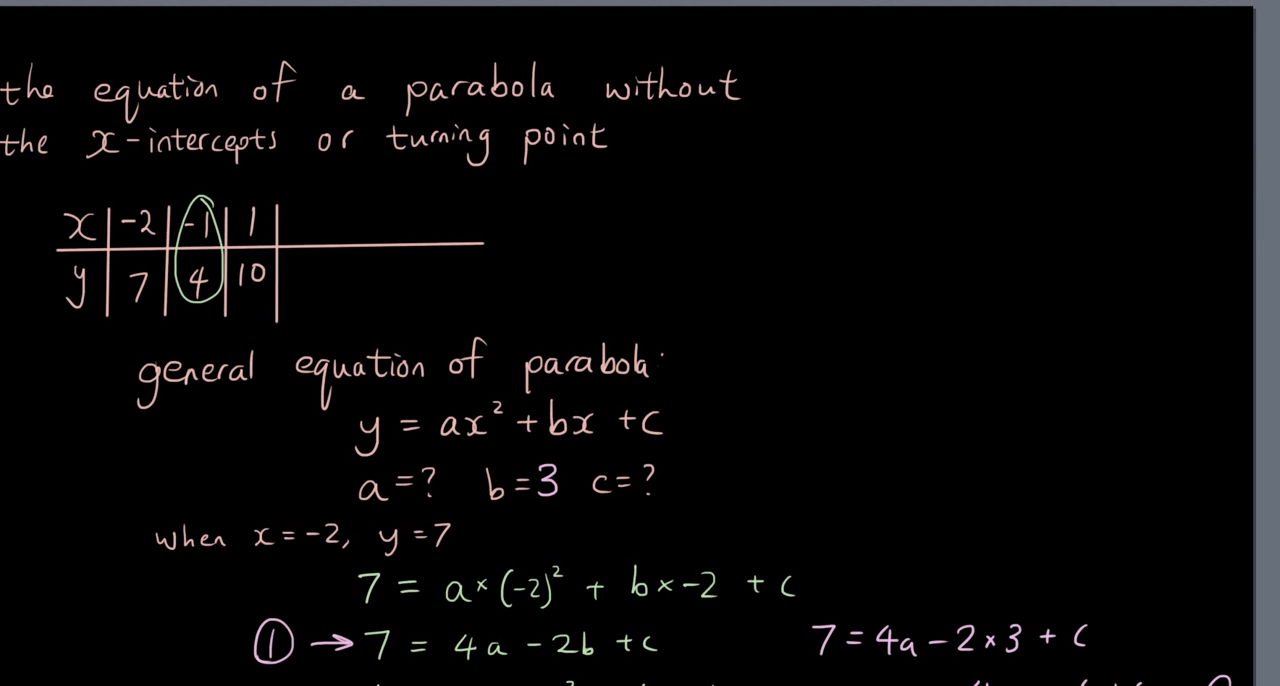 the equation of a parabola without
the x-intercepts or turning point
x | -2 | -1 | 1 |
y | 7 | 4 | 10 |
general equation of parabola
y = ax² + bx + c
a = ? b = 3 c = ?
when x = -2, y = 7
7 = a × (-2)² + b × -2 + c
① → 7 = 4a - 2b + c 7 = 4a - 2 × 3 + c